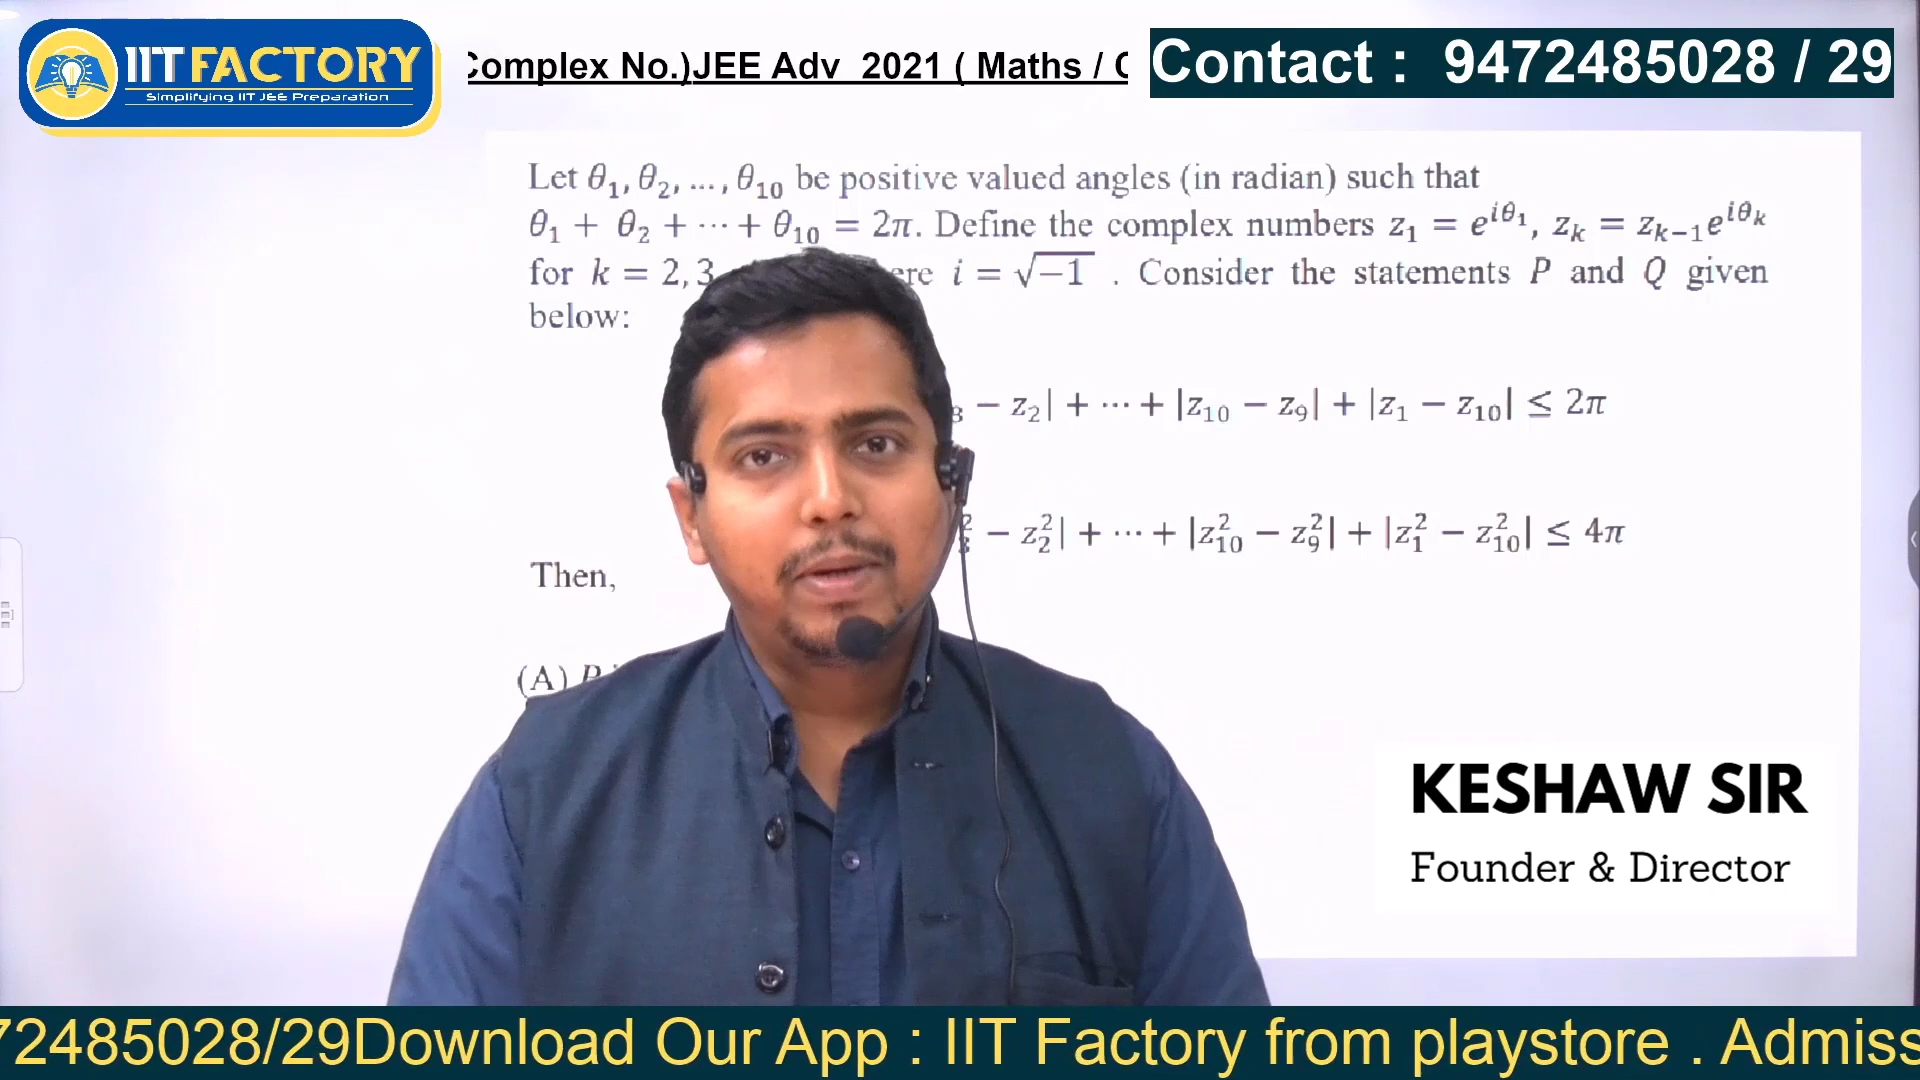 IIT FACTORY
Simplifying IIT JEE Preparation
Complex No.)JEE Adv 2021 ( Maths / C
Contact : 9472485028 / 29
Let θ₁, θ₂, ..., θ₁₀ be positive valued angles (in radian) such that
θ₁ + θ₂ + ··· + θ₁₀ = 2π. Define the complex numbers z₁ = e^{iθ₁}, z_k = z_{k−1}e^{iθ_k}
for k = 2, 3 i = √−1 . Consider the statements P and Q given
below:
− z₂| + ··· + |z₁₀ − z₉| + |z₁ − z₁₀| ≤ 2π
− z₂²| + ··· + |z₁₀² − z₉²| + |z₁² − z₁₀²| ≤ 4π
Then,
(A) P
KESHAW SIR
Founder & Director
72485028/29Download Our App : IIT Factory from playstore . Admiss